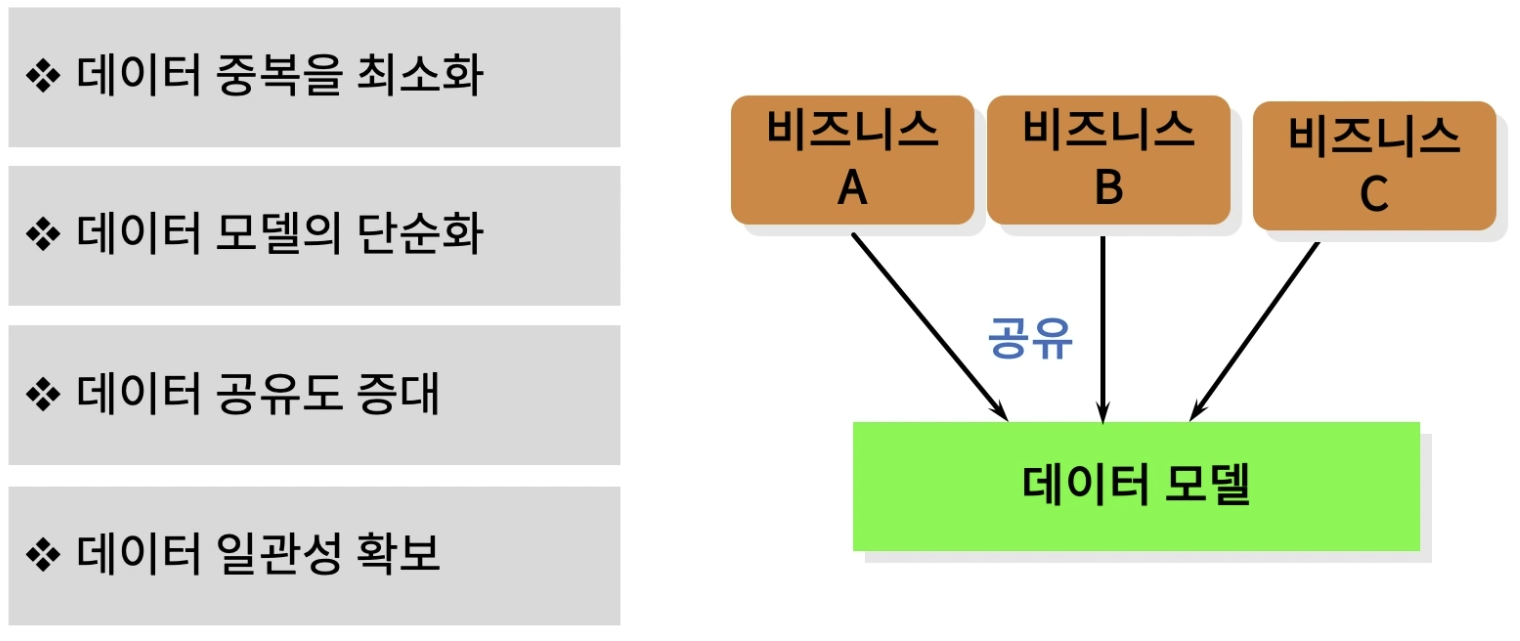 ❖ 데이터 중복을 최소화
❖ 데이터 모델의 단순화
❖ 데이터 공유도 증대
❖ 데이터 일관성 확보
비즈니스
A
비즈니스
B
비즈니스
C
공유
데이터 모델